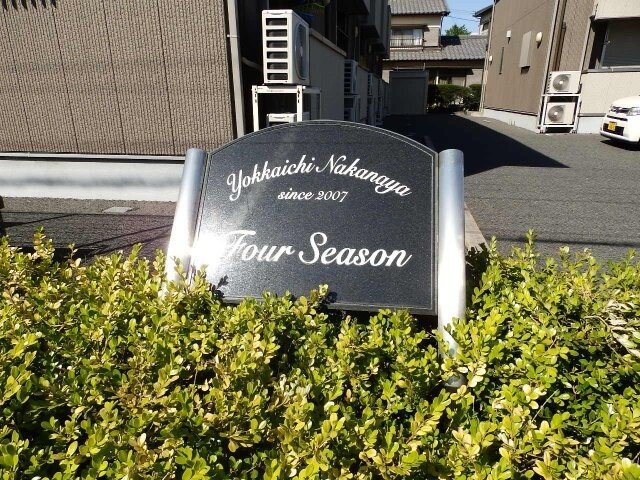 Yokkaichi Nakanaya
since 2007
Four Season